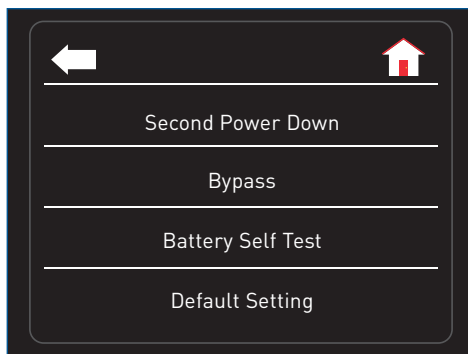 Second Power Down
Bypass
Battery Self Test
Default Setting